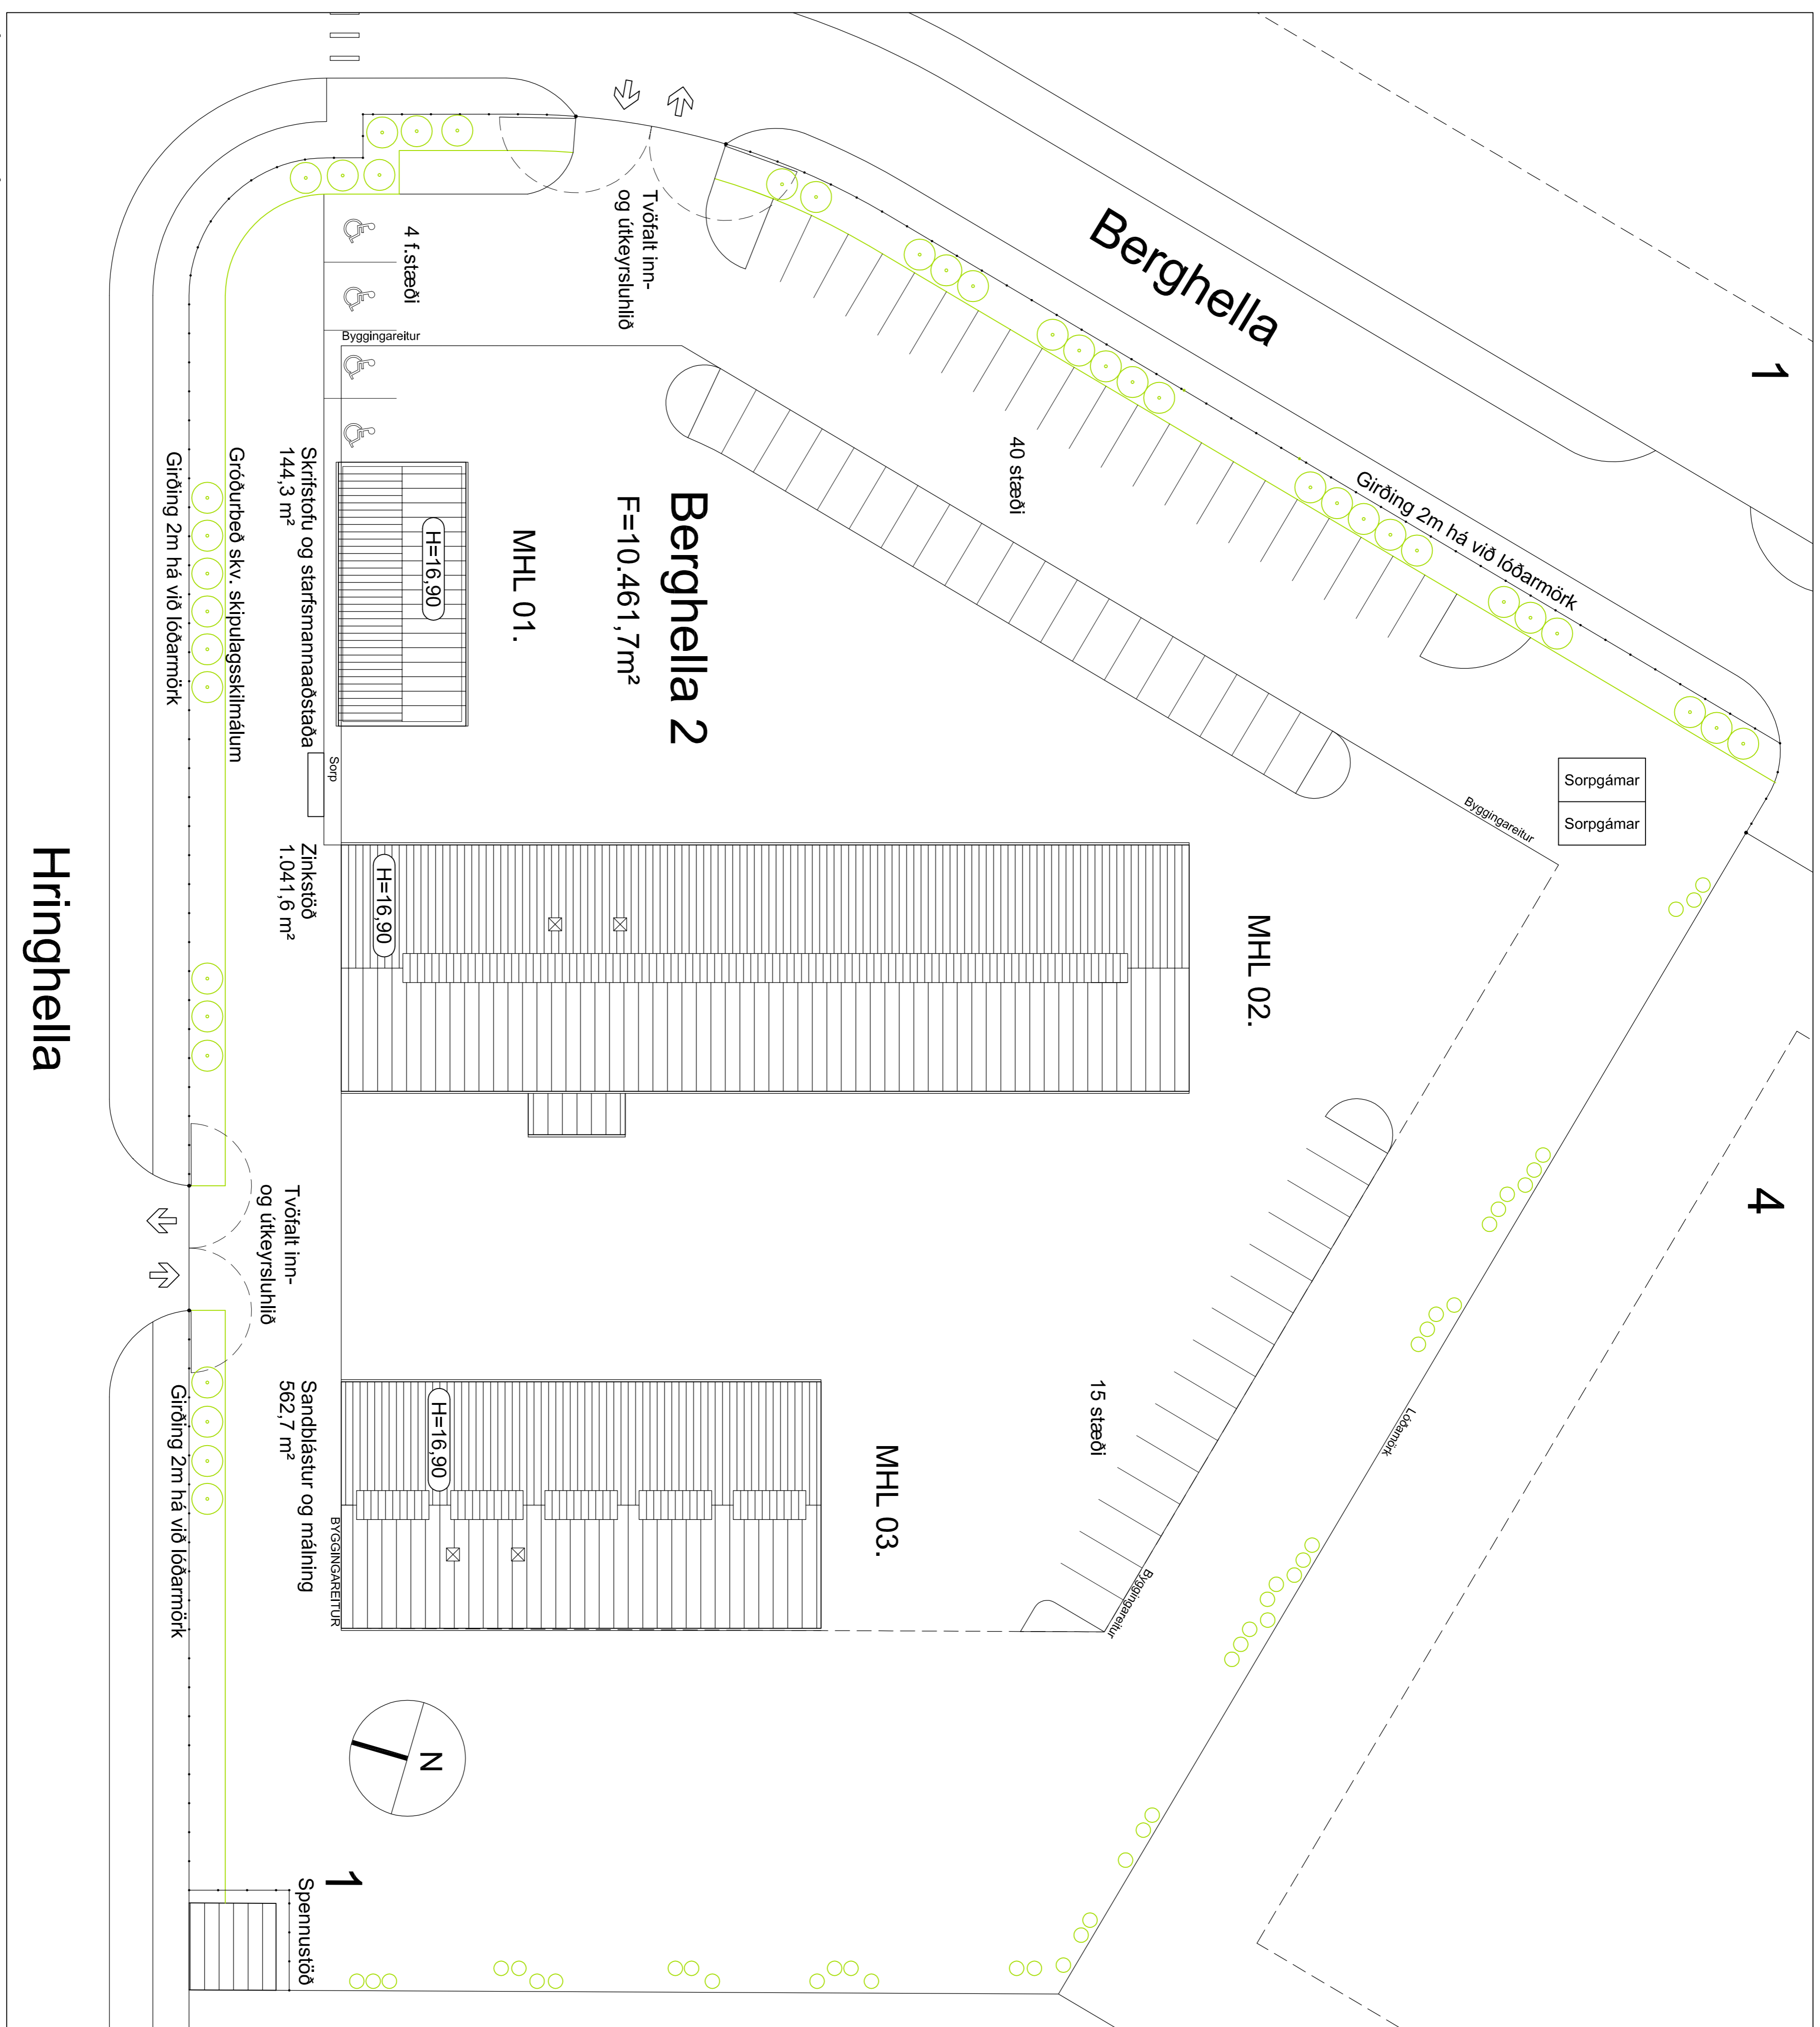 1
Berghella
Girðing 2m há við lóðarmörk
Tvöfalt inn-
og útkeyrsluhlið
4 f.stæði
Byggingareitur
40 stæði
Berghella 2
F=10.461,7m²
MHL 01.
H=16,90
Skrifstofu og starfsmannaaðstaða
144,3 m²
Gróðurbeð skv. skipulagsskilmálum
Girðing 2m há við lóðarmörk
Sorp
Sorpgámar
Sorpgámar
Byggingareitur
MHL 02.
H=16,90
Zinkstöð
1.041,6 m²
Hringhella
4
Tvöfalt inn-
og útkeyrsluhlið
15 stæði
Lóðamörk
MHL 03.
H=16,90
Sandblástur og málning
562,7 m²
BYGGINGAREITUR
Byggingareitur
Girðing 2m há við lóðarmörk
N
1
Spennustöð